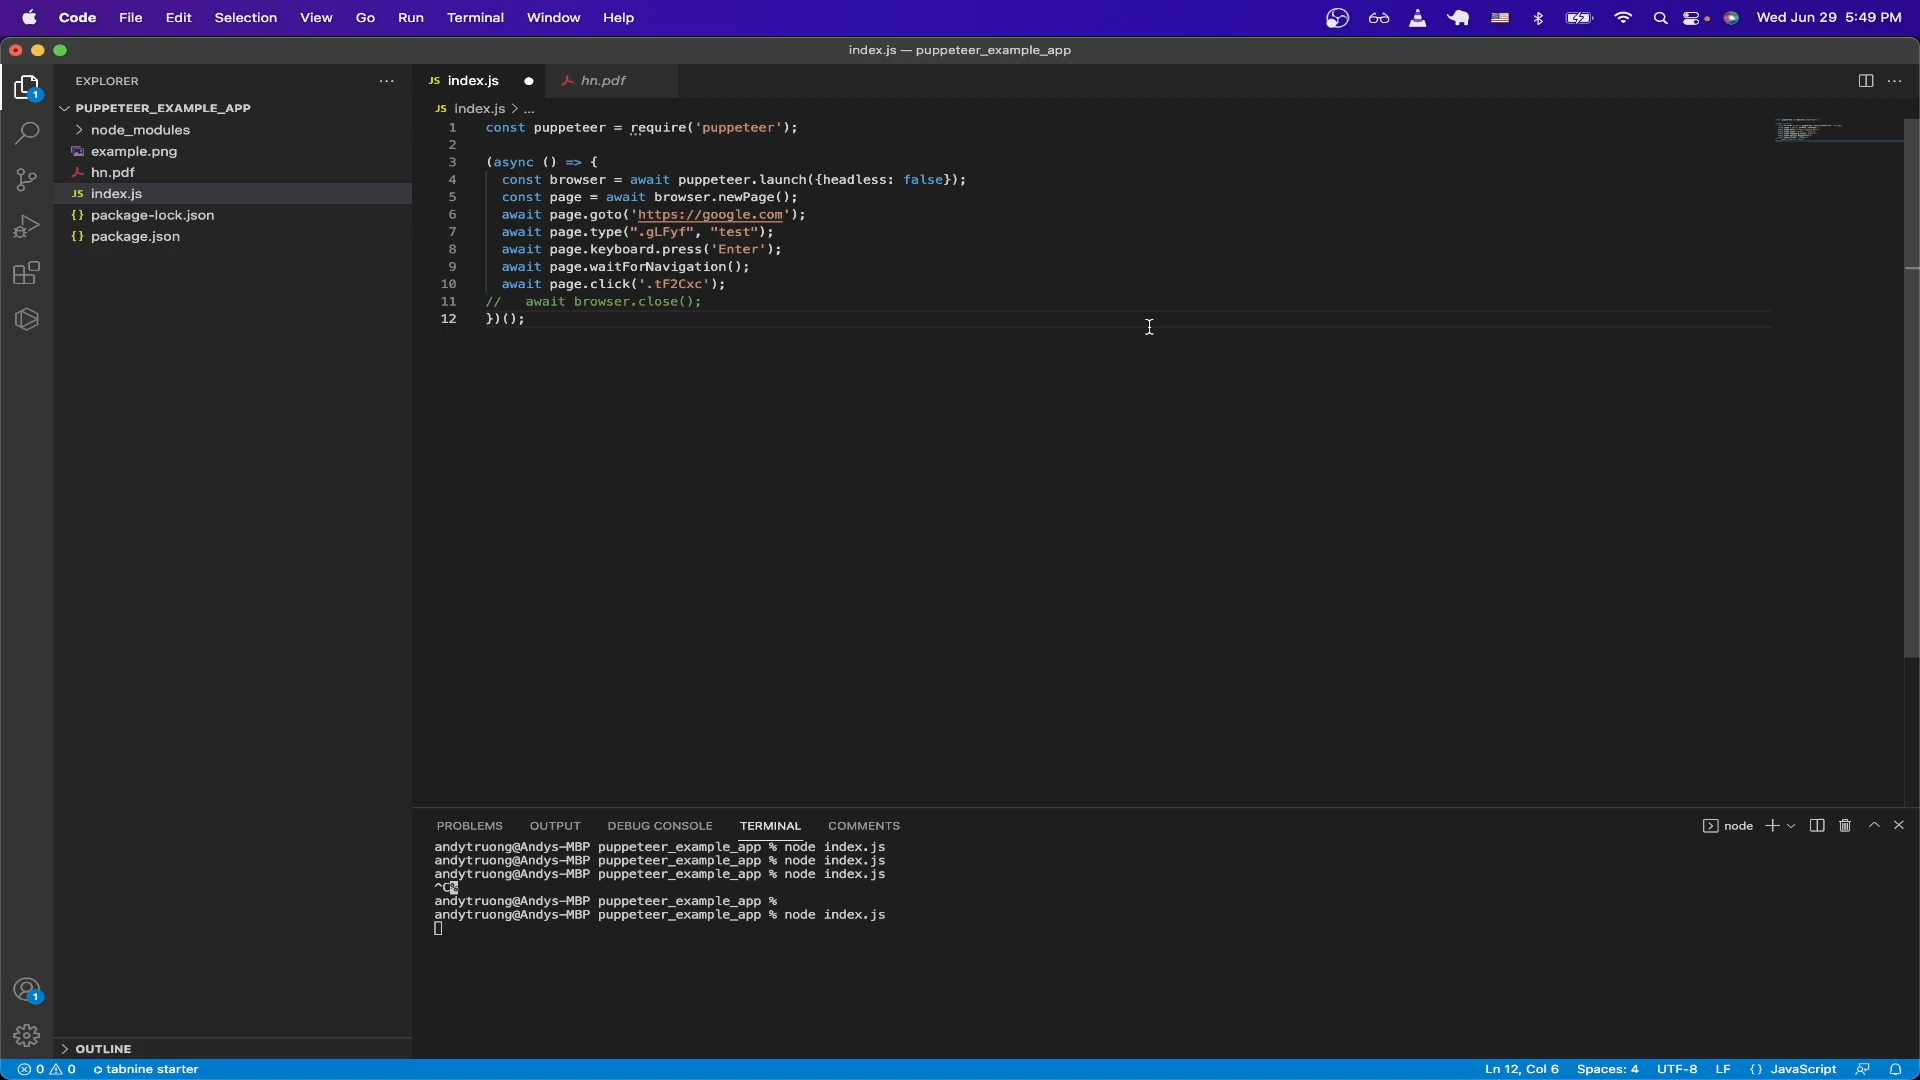 Code File Edit Selection View Go Run Terminal Window Help Wed Jun 29 5:49 PM
index.js — puppeteer_example_app
EXPLORER
PUPPETEER_EXAMPLE_APP
node_modules
example.png
hn.pdf
JS index.js
{} package-lock.json
{} package.json
OUTLINE
1
1
JS index.js hn.pdf
JS index.js > ...
1 const puppeteer = require('puppeteer');
2
3 (async () => {
4 const browser = await puppeteer.launch({headless: false});
5 const page = await browser.newPage();
6 await page.goto('https://google.com');
7 await page.type(".gLFyf", "test");
8 await page.keyboard.press('Enter');
9 await page.waitForNavigation();
10 await page.click('.tF2Cxc');
11 // await browser.close();
12 })();
PROBLEMS OUTPUT DEBUG CONSOLE TERMINAL COMMENTS node
andytruong@Andys-MBP puppeteer_example_app % node index.js
andytruong@Andys-MBP puppeteer_example_app % node index.js
andytruong@Andys-MBP puppeteer_example_app % node index.js
^C%
andytruong@Andys-MBP puppeteer_example_app %
andytruong@Andys-MBP puppeteer_example_app % node index.js
0 0 tabnine starter Ln 12, Col 6 Spaces: 4 UTF-8 LF {} JavaScript